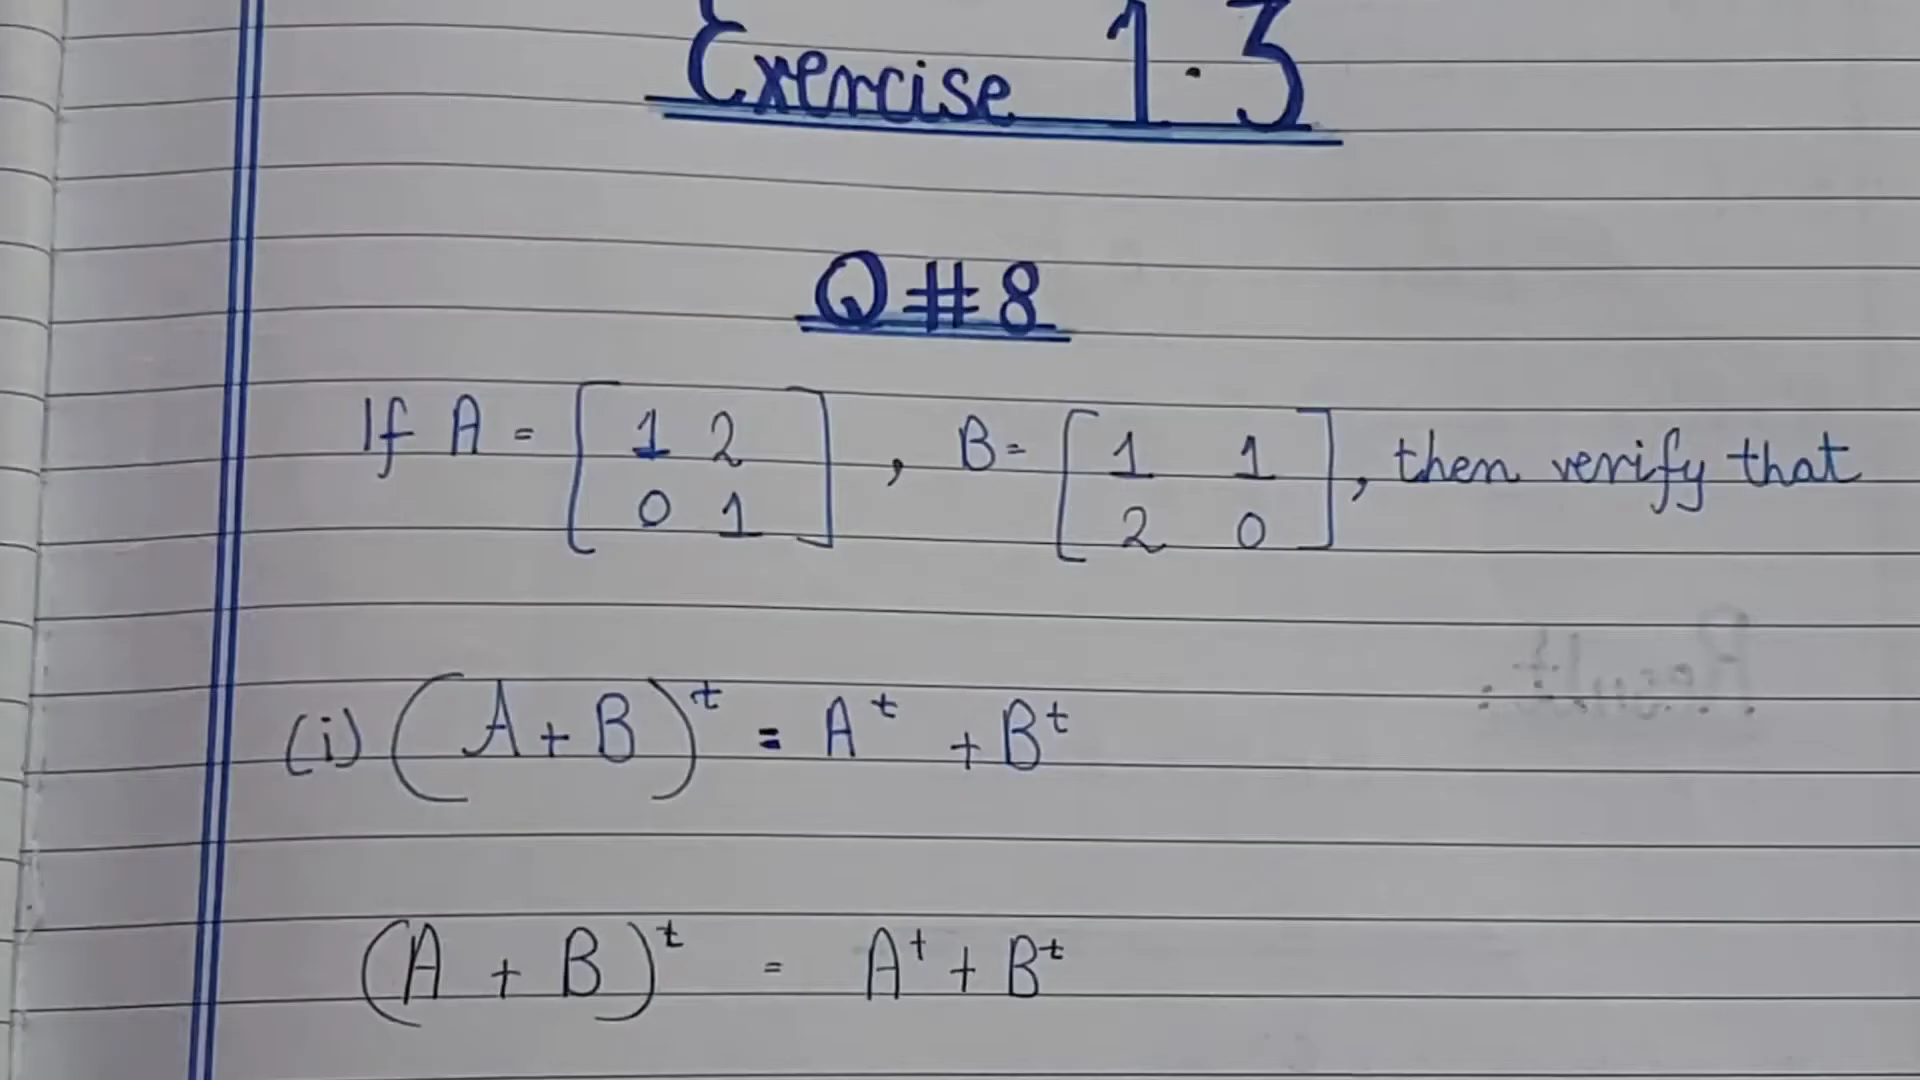 Exercise 1.3
Q#8
If A = [1 2 0 1], B = [1 1 2 0], then verify that
(i) (A + B)^t = A^t + B^t
(A + B)^t = A^t + B^t